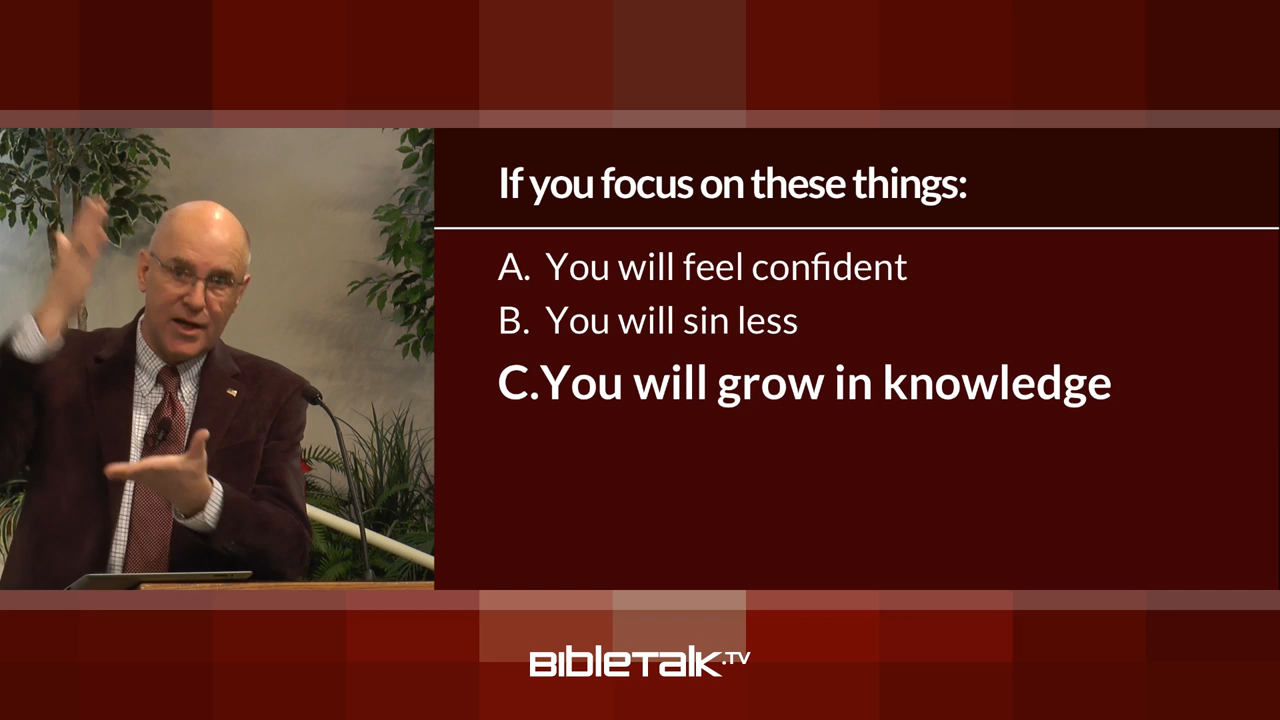 If you focus on these things:
A. You will feel confident
B. You will sin less
C.You will grow in knowledge
BIBLETALK.TV